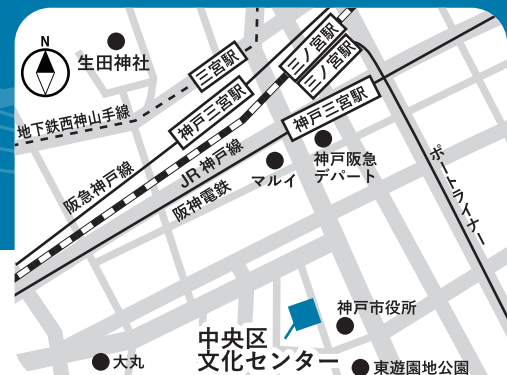 N
生田神社
三宮駅
三ノ宮駅
三ノ宮駅
神戸三宮駅
神戸三宮駅
地下鉄西神山手線
阪急神戸線
JR 神戸線
阪神電鉄
マルイ
神戸阪急
デパート
ポートライナー
神戸市役所
中央区
文化センター
大丸
東遊園地公園